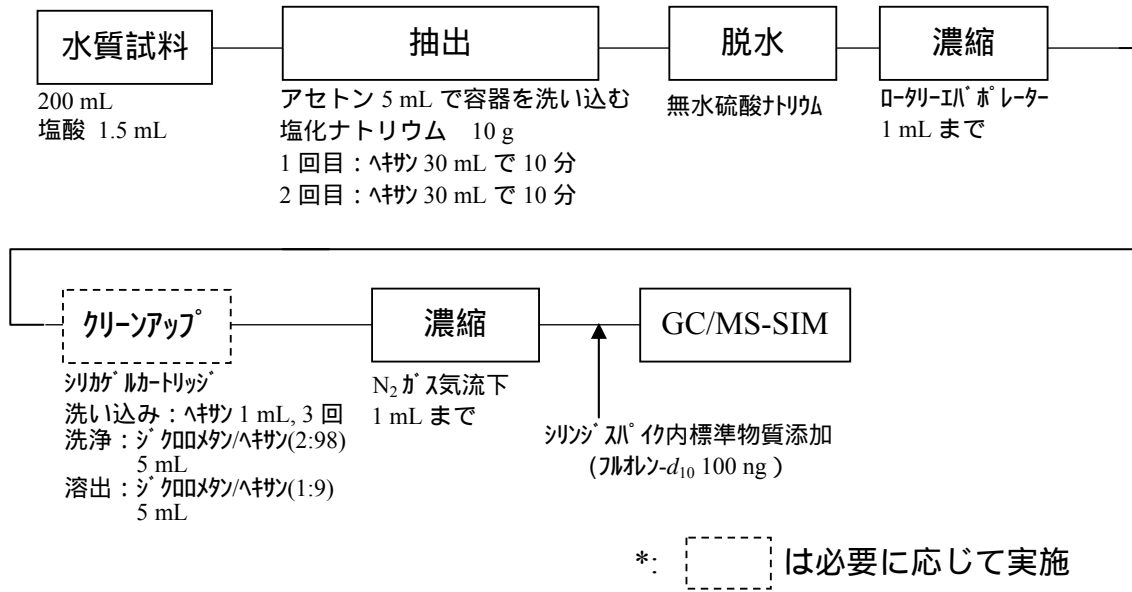 水質試料
抽出
脱水
濃縮
200 mL
塩酸 1.5 mL
アセトン 5 mL で容器を洗い込む
塩化ナトリウム 10 g
1 回目：ﾍｷｻﾝ 30 mL で 10 分
2 回目：ﾍｷｻﾝ 30 mL で 10 分
無水硫酸ﾅﾄﾘｳﾑ
ﾛｰﾀﾘｰｴﾊﾞﾎﾟﾚｰﾀｰ
1 mL まで
ｸﾘｰﾝｱｯﾌﾟ
濃縮
GC/MS-SIM
ｼﾘｶｹﾞﾙｶｰﾄﾘｯｼﾞ
洗い込み：ﾍｷｻﾝ 1 mL, 3 回
洗浄：ｼﾞｸﾛﾛﾒﾀﾝ/ﾍｷｻﾝ(2:98)
5 mL
溶出：ｼﾞｸﾛﾛﾒﾀﾝ/ﾍｷｻﾝ(1:9)
5 mL
N₂ ｶﾞｽ気流下
1 mL まで
ｼﾘﾝｼﾞｽﾊﾟｲｸ内標準物質添加
(ﾌﾙｵﾚﾝ-d₁₀ 100 ng )
*: は必要に応じて実施